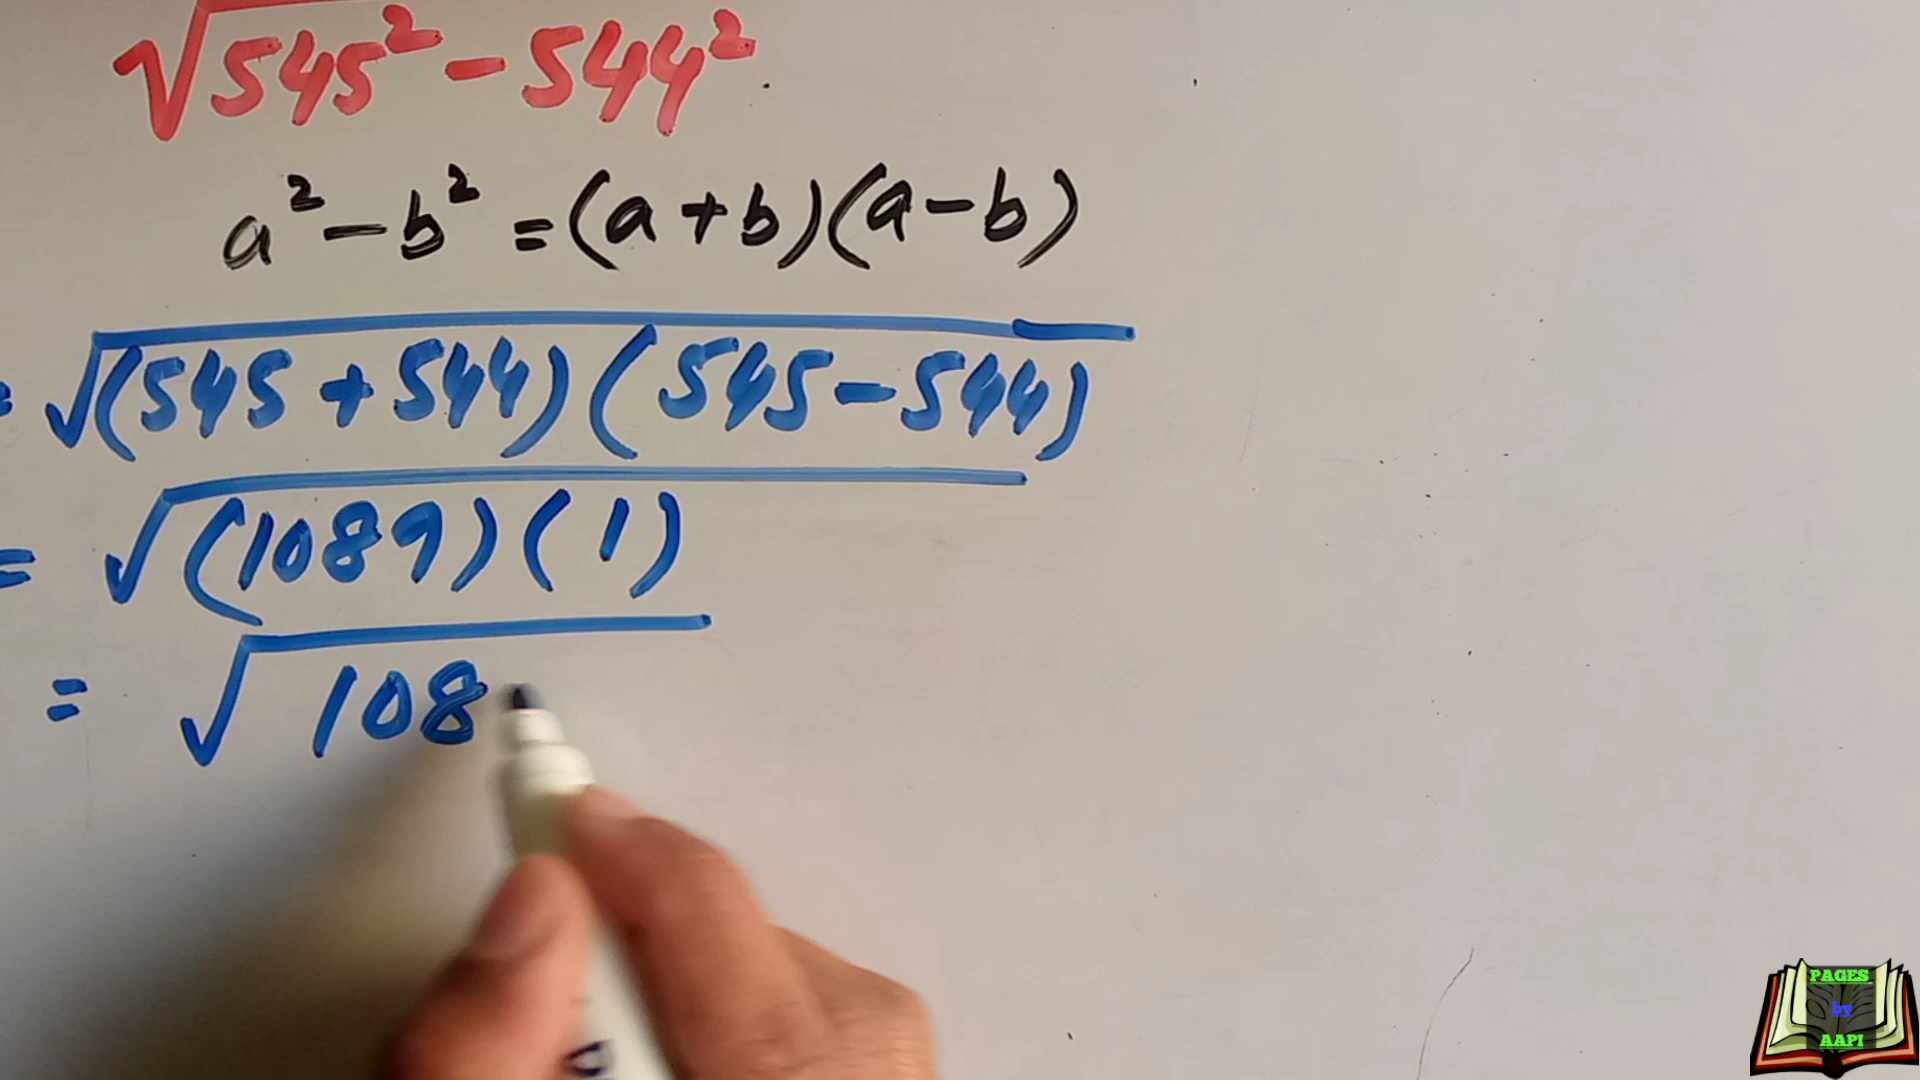 √545² - 544²
a² - b² = (a + b)(a - b)
= √(545 + 544)(545 - 544)
= √(1089)(1)
= √108
PAGES
by
AAPI